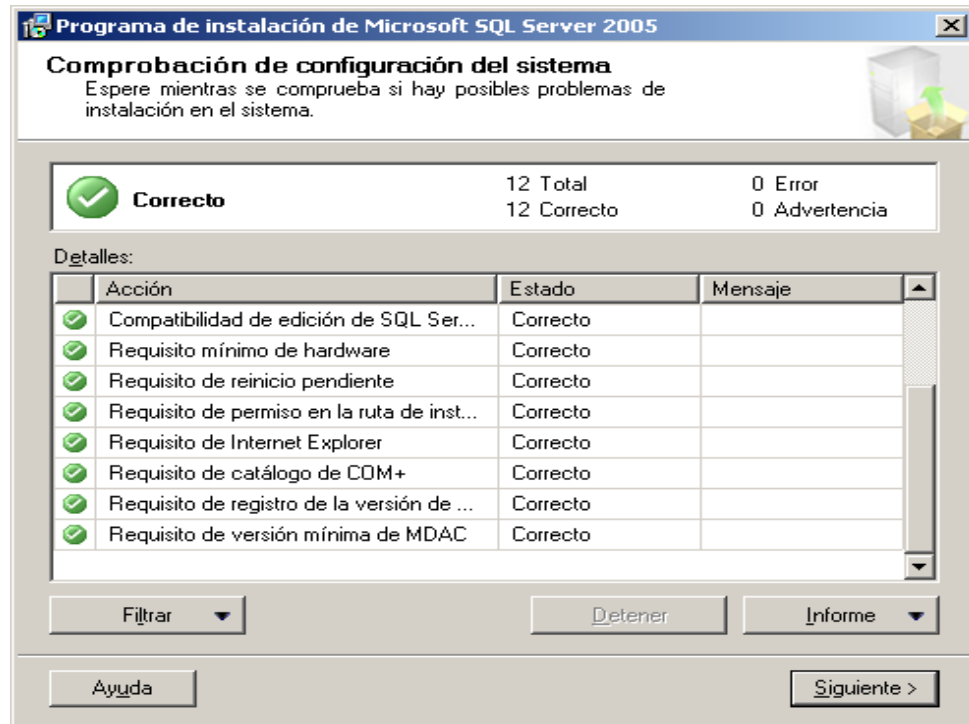 Programa de instalación de Microsoft SQL Server 2005
Comprobación de configuración del sistema
Espere mientras se comprueba si hay posibles problemas de
instalación en el sistema.
Correcto
12 Total
0 Error
12 Correcto
0 Advertencia
Detalles:
Acción Estado Mensaje
Compatibilidad de edición de SQL Ser... Correcto
Requisito mínimo de hardware Correcto
Requisito de reinicio pendiente Correcto
Requisito de permiso en la ruta de inst... Correcto
Requisito de Internet Explorer Correcto
Requisito de catálogo de COM+ Correcto
Requisito de registro de la versión de ... Correcto
Requisito de versión mínima de MDAC Correcto
Filtrar
Detener
Informe
Ayuda
Siguiente >